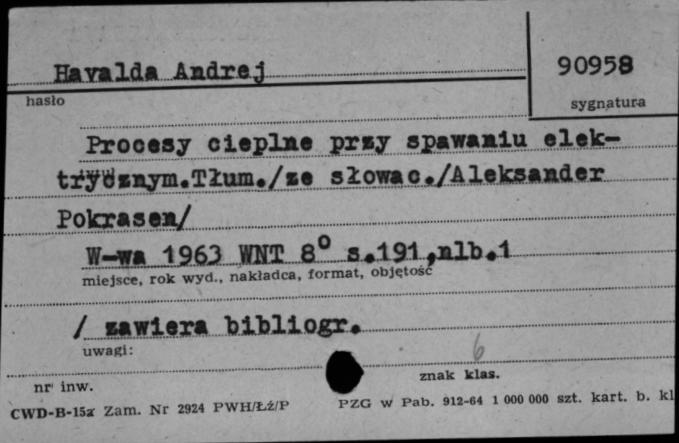 Havalda Andrej
90958
hasło
sygnatura
Procesy cieplne przy spawaniu elek-
trycznym.Tłum./ze słowac./Aleksander
Pokrasen/
W-wa 1963 WNT 8° s.191,nlb.1
miejsce, rok wyd., nakładca, format, objętość
/ zawiera bibliogr.
uwagi:
6
nr inw.
znak klas.
CWD-B-15a Zam. Nr 2924 PWH/Łź/P
PZG w Pab. 912-64 1 000 000 szt. kart. b. kl